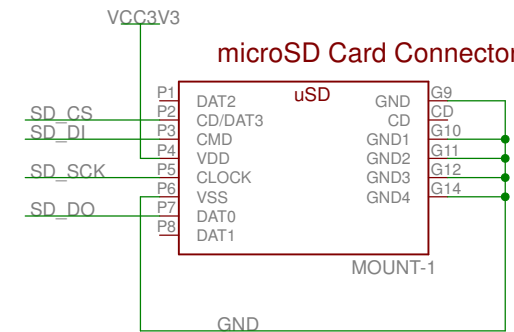 VCC3V3
microSD Card Connector
uSD
P1 DAT2 GND G9
SD_CS P2 CD/DAT3 CD CD
SD_DI P3 CMD GND1 G10
P4 VDD GND2 G11
SD_SCK P5 CLOCK GND3 G12
P6 VSS GND4 G14
SD_DO P7 DAT0
P8 DAT1
MOUNT-1
GND